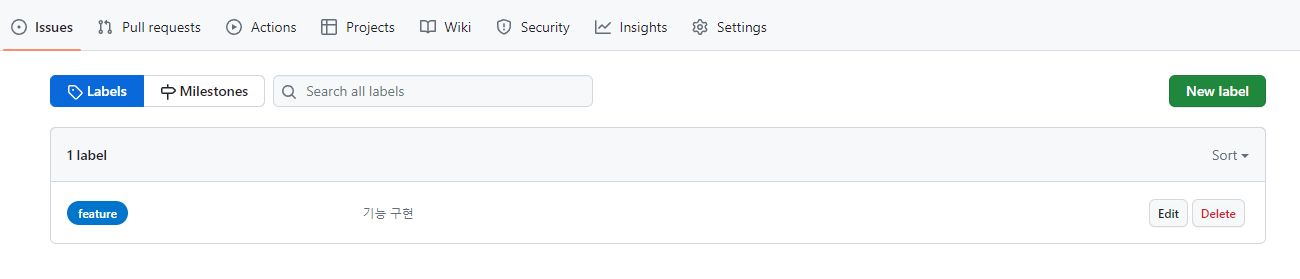 Issues Pull requests Actions Projects Wiki Security Insights Settings
Labels Milestones Search all labels New label
1 label Sort
feature 기능 구현 Edit Delete